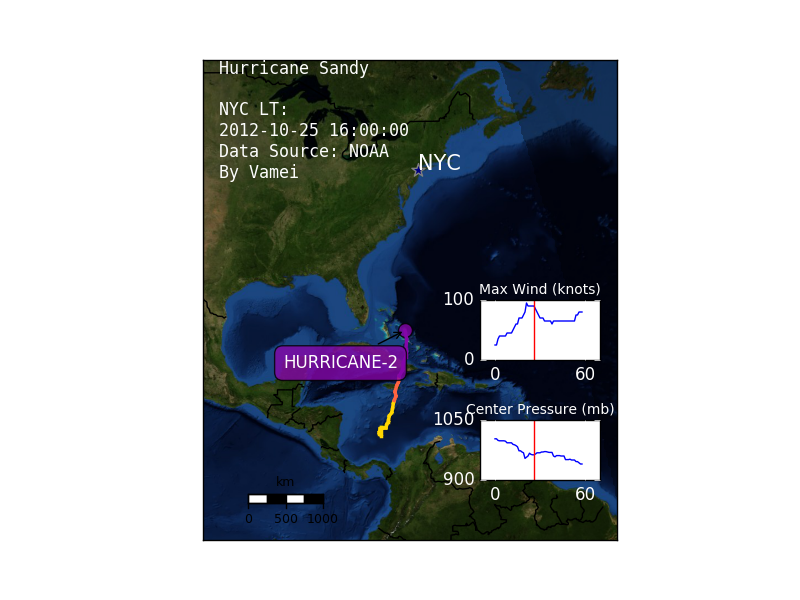 Hurricane Sandy
NYC LT:
2012-10-25 16:00:00
Data Source: NOAA
By Vamei
NYC
HURRICANE-2
Max Wind (knots)
100
0
0 60
Center Pressure (mb)
1050
900
0 60
km
0 500 1000